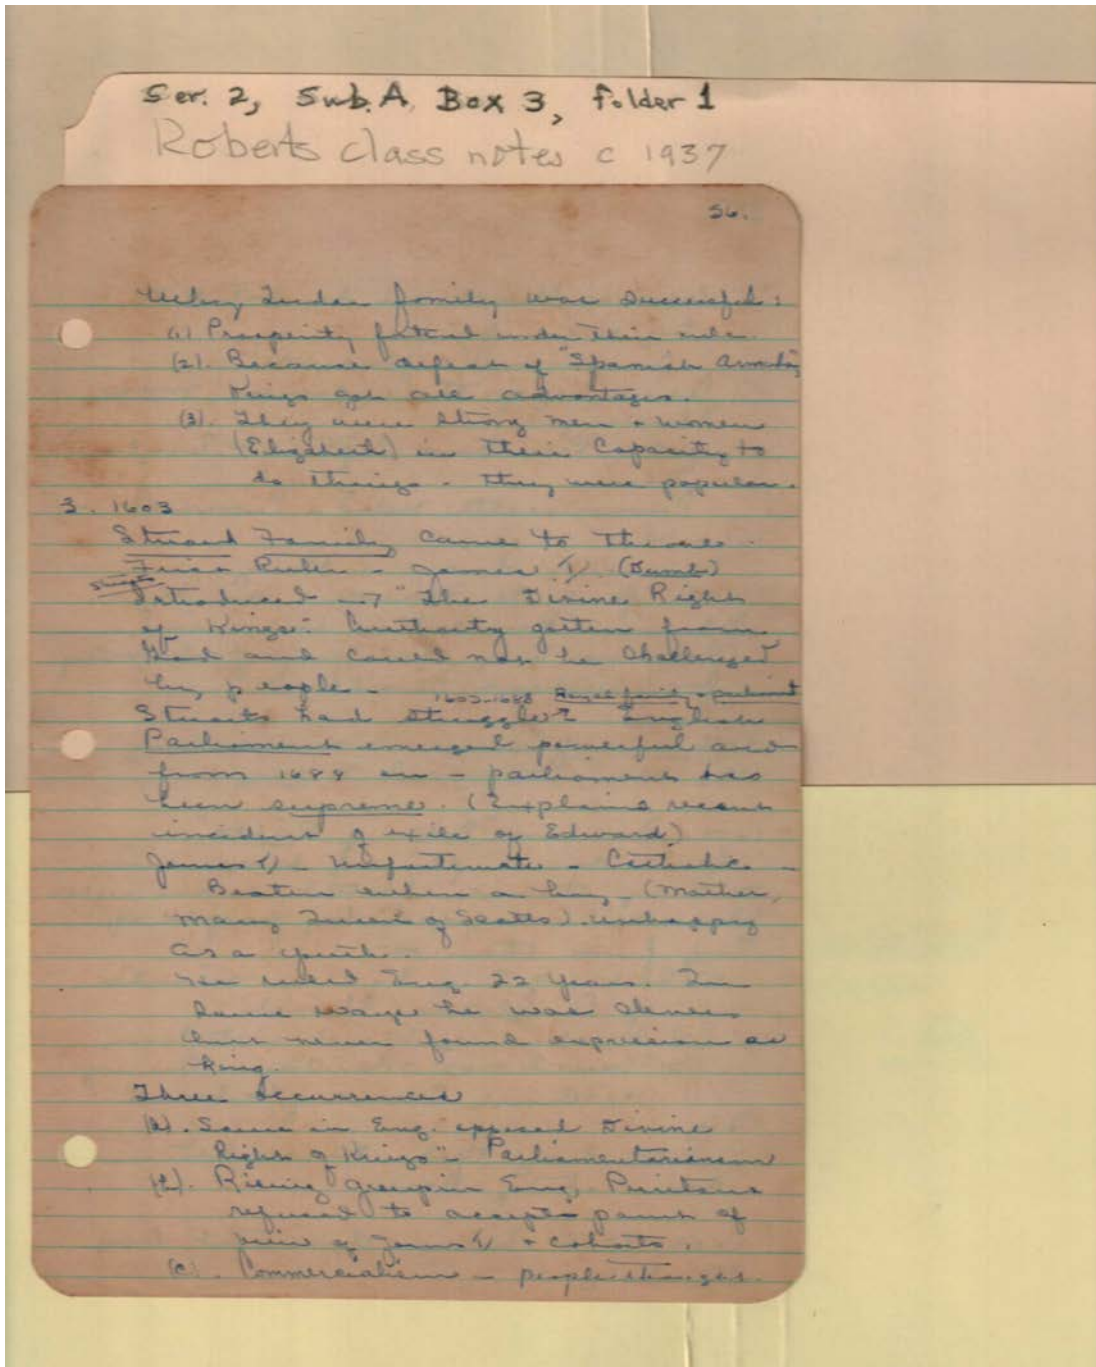 Ser. 2, Sub. A, Box 3, folder 1
Roberts class notes c 1937
56.
Why Tudor family was successful:
(1) Prosperity under their rule.
(2). Because defeat of "Spanish Armada"
Kings got all advantages.
(3). They were strong men + women
(Elizabeth) in their capacity to
do things - they were popular.
3. 1603
Stuard Family came to throne -
First Ruler - James I, (Dumb)
Introduced "The Divine Rights
of Kings". Authority gotten from
God and could not be challenged
by people -
1603-1688 Royal family + parliament
Stuarts had struggle English
Parliament emerged powerful and
from 1688 on - parliament has
been supreme. (Explains recent
incident of exile of Edward)
James I - Unfortunate - Catholic -
Beaten when a boy - (Mother,
Mary Queen of Scotts). unhappy
as a youth.
He ruled Eng. 22 years. In
some ways he was clever
but never found expression as
king.
Three Occurrences
(a). Some in Eng. opposed Divine
Rights of Kings" - Parliamentarianism
(b). Rising group in Eng, Puritans
refused to accept point of
view of James I + cohorts.
(c). Commercialism - people changed.